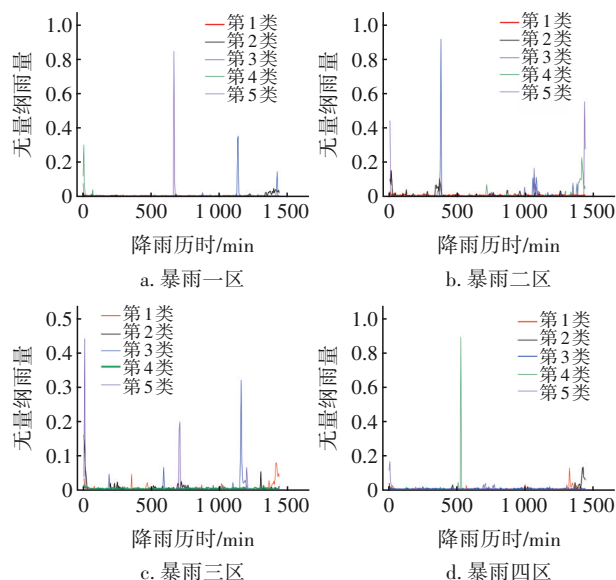 无量纲雨量
1.0
0.8
0.6
0.4
0.2
0
第1类
第2类
第3类
第4类
第5类
0 500 1 000 1 500
降雨历时/min
a. 暴雨一区
无量纲雨量
1.0
0.8
0.6
0.4
0.2
0
第1类
第2类
第3类
第4类
第5类
0 500 1 000 1 500
降雨历时/min
b. 暴雨二区
无量纲雨量
0.5
0.4
0.3
0.2
0.1
0
第1类
第2类
第3类
第4类
第5类
0 500 1 000 1 500
降雨历时/min
c. 暴雨三区
无量纲雨量
1.0
0.8
0.6
0.4
0.2
0
第1类
第2类
第3类
第4类
第5类
0 500 1 000 1 500
降雨历时/min
d. 暴雨四区